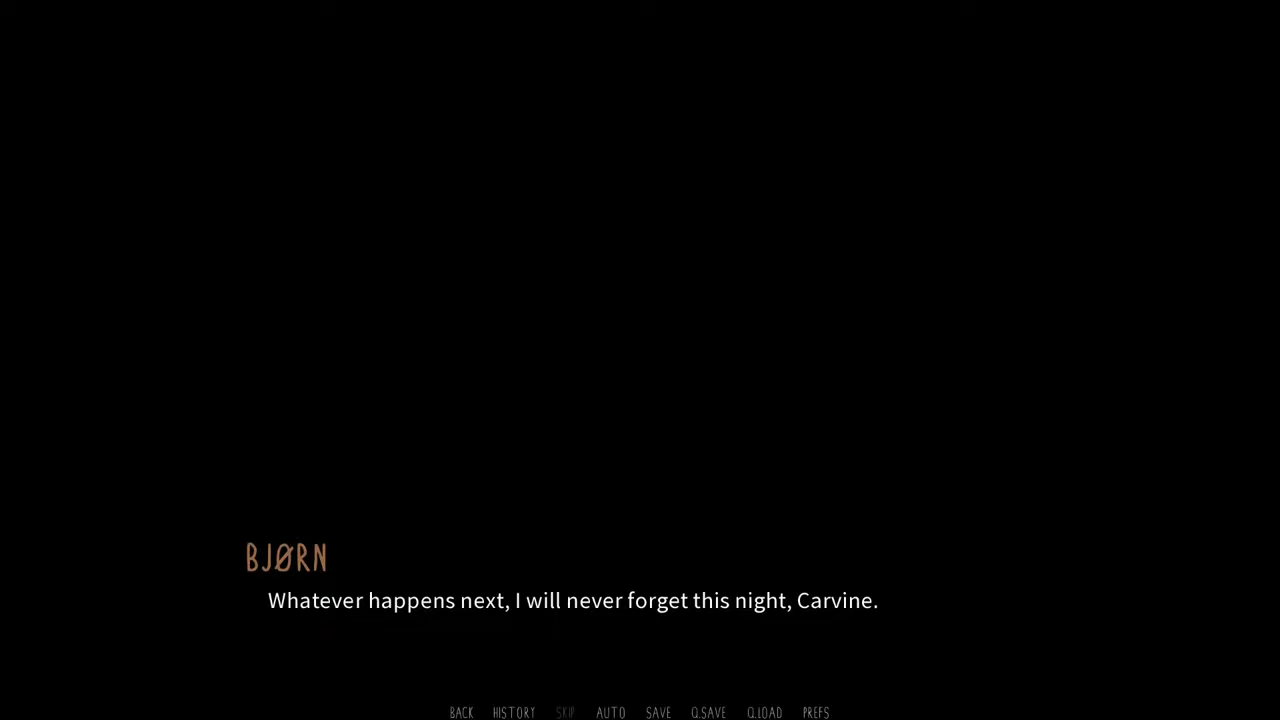 BJØRN
Whatever happens next, I will never forget this night, Carvine.
BACK HISTORY SKIP AUTO SAVE Q.SAVE Q.LOAD PREFS